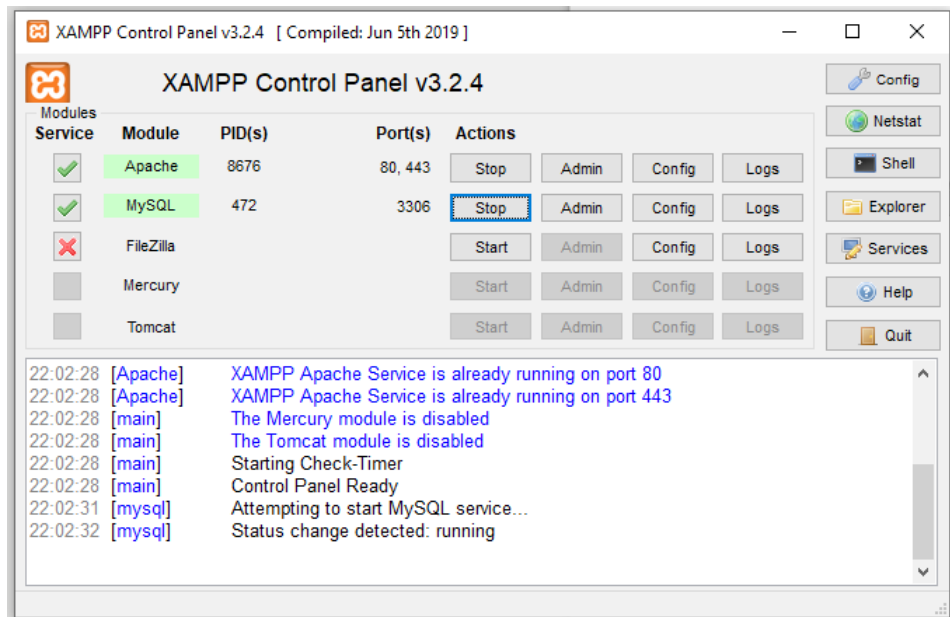 XAMPP Control Panel v3.2.4 [ Compiled: Jun 5th 2019 ]
XAMPP Control Panel v3.2.4
Config
Modules
Service Module PID(s) Port(s) Actions
Netstat
Apache 8676 80, 443 Stop Admin Config Logs
Shell
MySQL 472 3306 Stop Admin Config Logs
Explorer
FileZilla Start Admin Config Logs
Services
Mercury Start Admin Config Logs
Help
Tomcat Start Admin Config Logs
Quit
22:02:28 [Apache] XAMPP Apache Service is already running on port 80
22:02:28 [Apache] XAMPP Apache Service is already running on port 443
22:02:28 [main] The Mercury module is disabled
22:02:28 [main] The Tomcat module is disabled
22:02:28 [main] Starting Check-Timer
22:02:28 [main] Control Panel Ready
22:02:31 [mysql] Attempting to start MySQL service...
22:02:32 [mysql] Status change detected: running